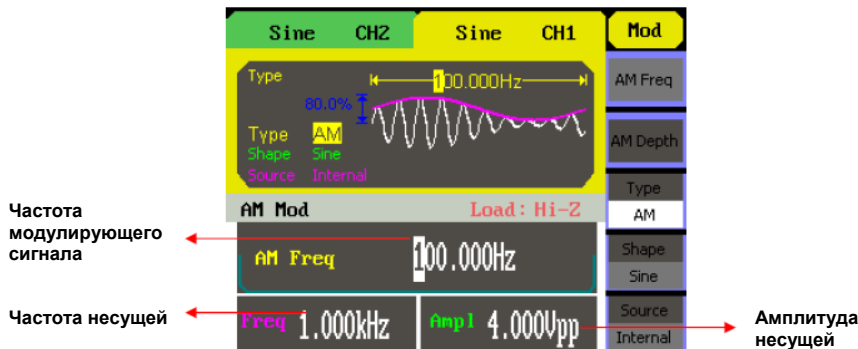 Sine CH2 Sine CH1 Mod
Type 100.000Hz AM Freq
80.0%
Type AM
Shape Sine
Source Internal
AM Depth
Type
AM
AM Mod Load: Hi-Z
Частота
модулирующего
сигнала
AM Freq 100.000Hz
Shape
Sine
Частота несущей
Freq 1.000kHz Ampl 4.000Vpp
Source
Internal
Амплитуда
несущей